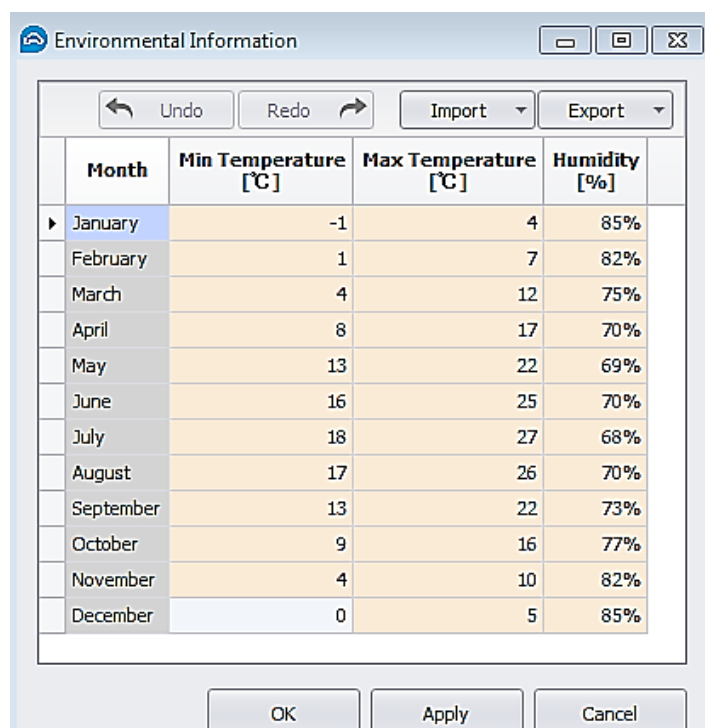 Environmental Information
Undo Redo Import Export
Month Min Temperature [℃] Max Temperature [℃] Humidity [%]
January -1 4 85%
February 1 7 82%
March 4 12 75%
April 8 17 70%
May 13 22 69%
June 16 25 70%
July 18 27 68%
August 17 26 70%
September 13 22 73%
October 9 16 77%
November 4 10 82%
December 0 5 85%
OK Apply Cancel